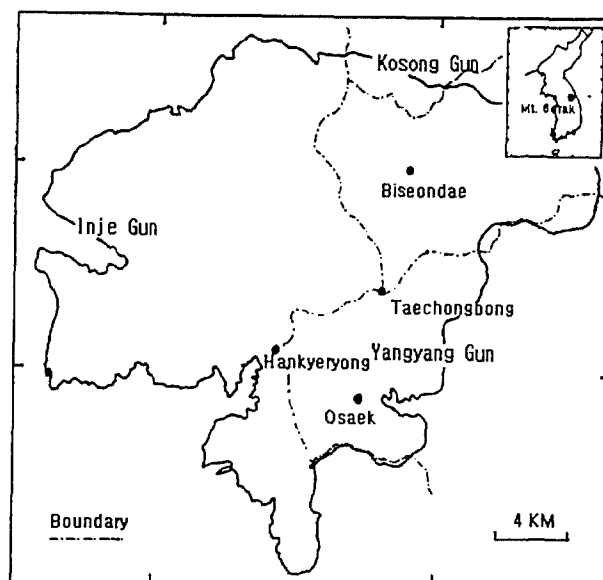 Kosong Gun
Mt. Sorak
Biseondae
Inje Gun
Taechongbong
Hankyeryong
Yangyang Gun
Osaek
Boundary
4 KM